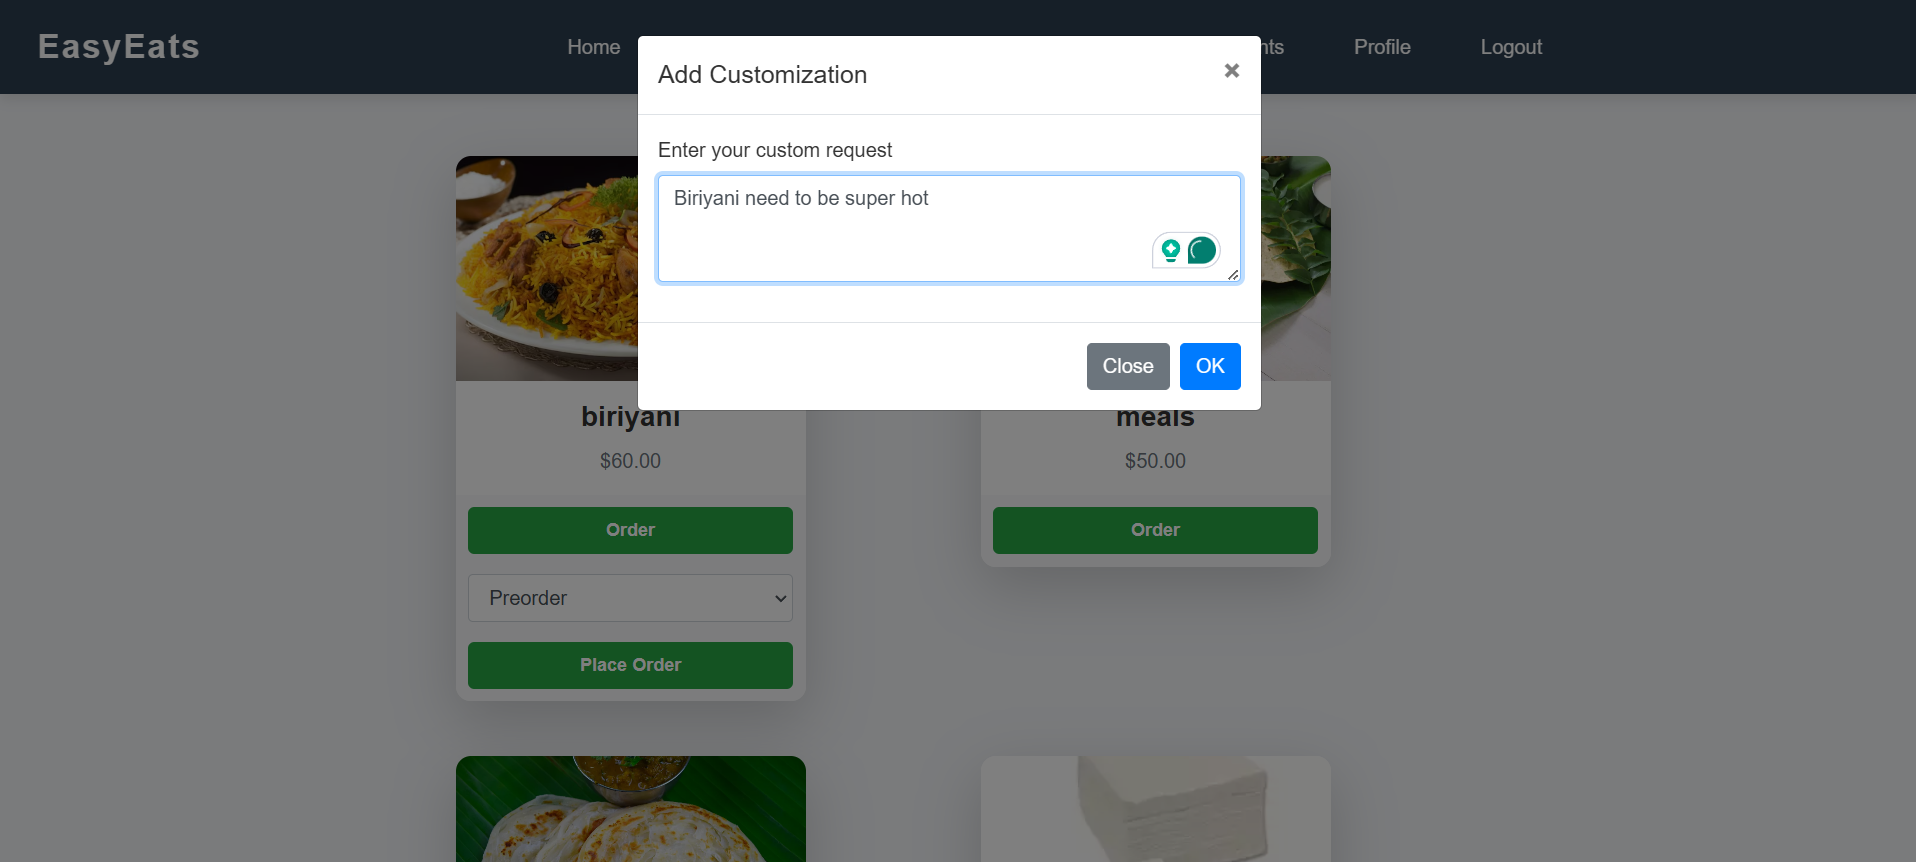 EasyEats
Home
Profile
Logout
Add Customization
×
Enter your custom request
Biriyani need to be super hot
Close
OK
biriyani
$60.00
Order
Preorder
Place Order
meals
$50.00
Order